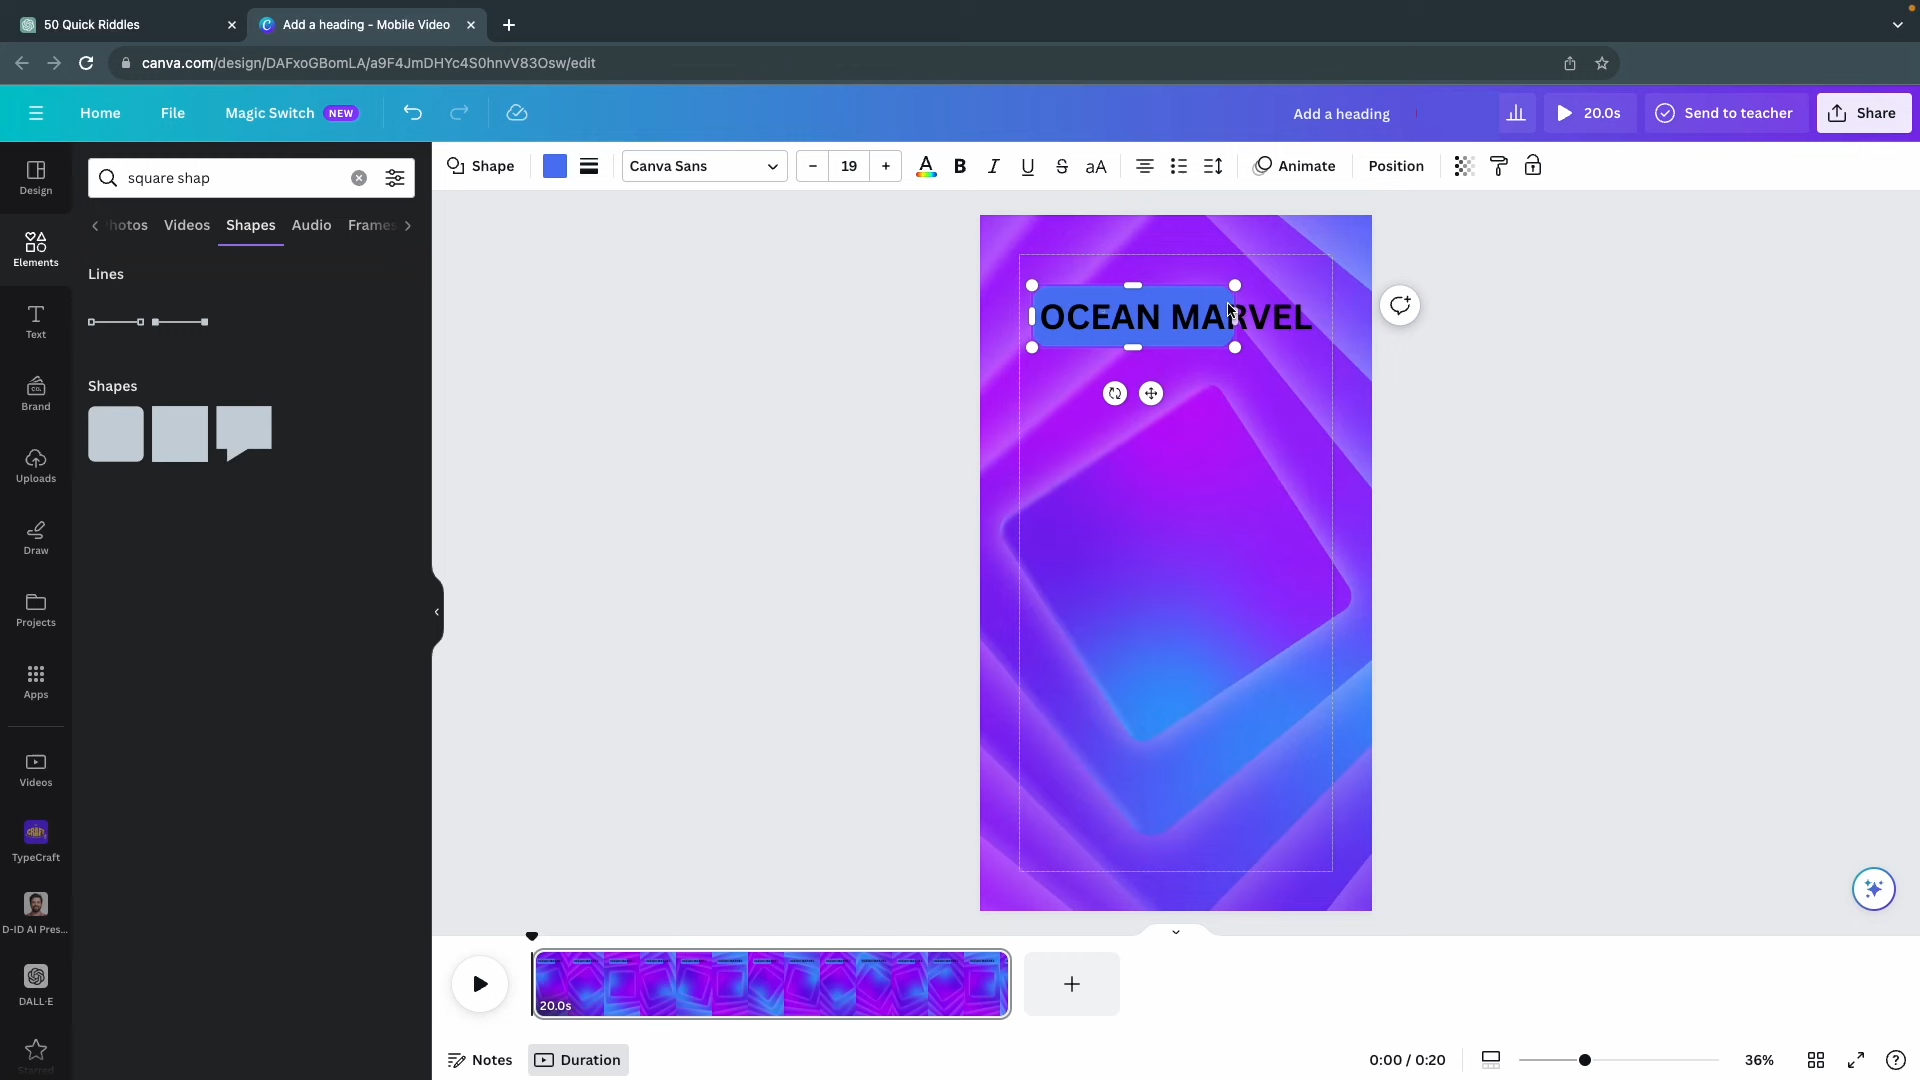 50 Quick Riddles
Add a heading - Mobile Video
canva.com/design/DAFxoGBomLA/a9F4JmDHYc4S0hnvV83Osw/edit
Home
File
Magic Switch
NEW
Add a heading
20.0s
Send to teacher
Share
square shap
Shape
Canva Sans
19
B
I
U
S
aA
Animate
Position
Design
Elements
Text
Brand
Uploads
Draw
Projects
Apps
Videos
TypeCraft
D-ID AI Pres...
DALL·E
Starred
hotos
Videos
Shapes
Audio
Frames
Lines
Shapes
OCEAN MARVEL
20.0s
Notes
Duration
0:00 / 0:20
36%